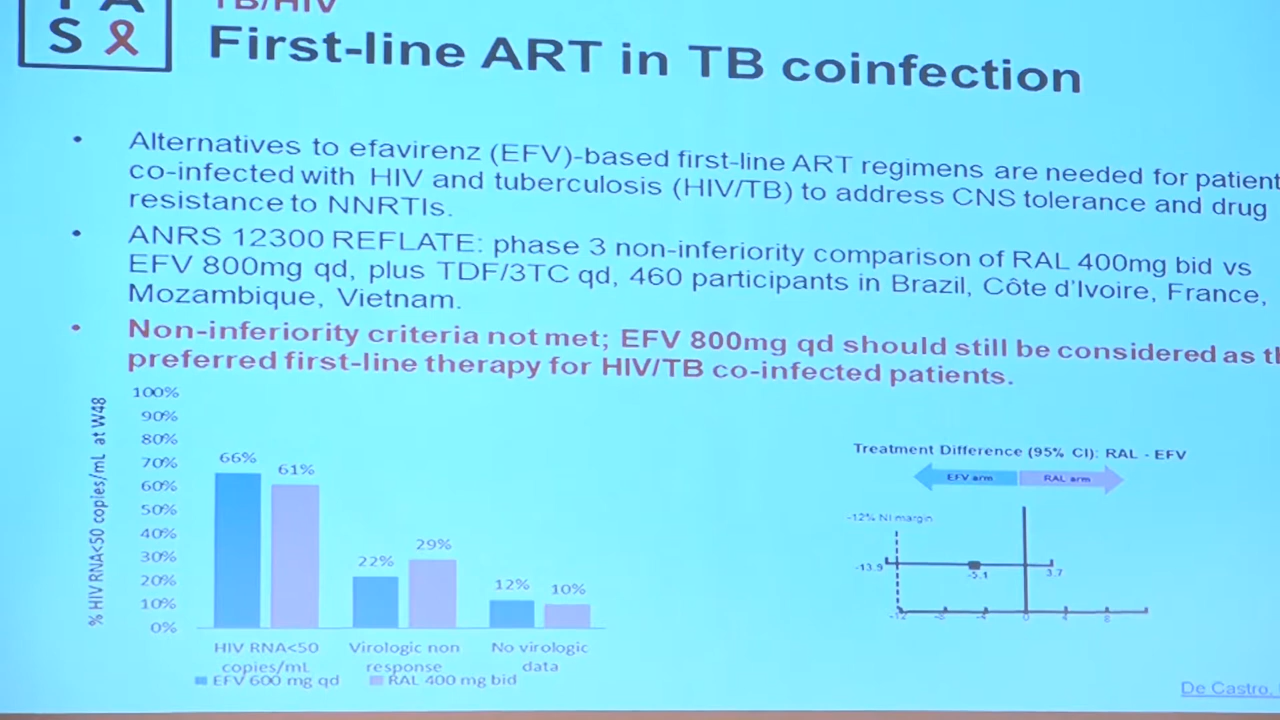 TB/HIV
S
First-line ART in TB coinfection
• Alternatives to efavirenz (EFV)-based first-line ART regimens are needed for patient
co-infected with HIV and tuberculosis (HIV/TB) to address CNS tolerance and drug
resistance to NNRTIs.
• ANRS 12300 REFLATE: phase 3 non-inferiority comparison of RAL 400mg bid vs
EFV 800mg qd, plus TDF/3TC qd, 460 participants in Brazil, Côte d'Ivoire, France,
Mozambique, Vietnam.
• Non-inferiority criteria not met; EFV 800mg qd should still be considered as th
preferred first-line therapy for HIV/TB co-infected patients.
% HIV RNA<50 copies/mL at W48
100%
90%
80%
70%
60%
50%
40%
30%
20%
10%
0%
66%
61%
22%
29%
12%
10%
HIV RNA<50
copies/mL
Virologic non
response
No virologic
data
EFV 600 mg qd
RAL 400 mg bid
Treatment Difference (95% CI): RAL - EFV
EFV arm
RAL arm
-12% NI margin
-13.9
-5.1
3.7
-12
-8
-4
0
4
8
De Castro,